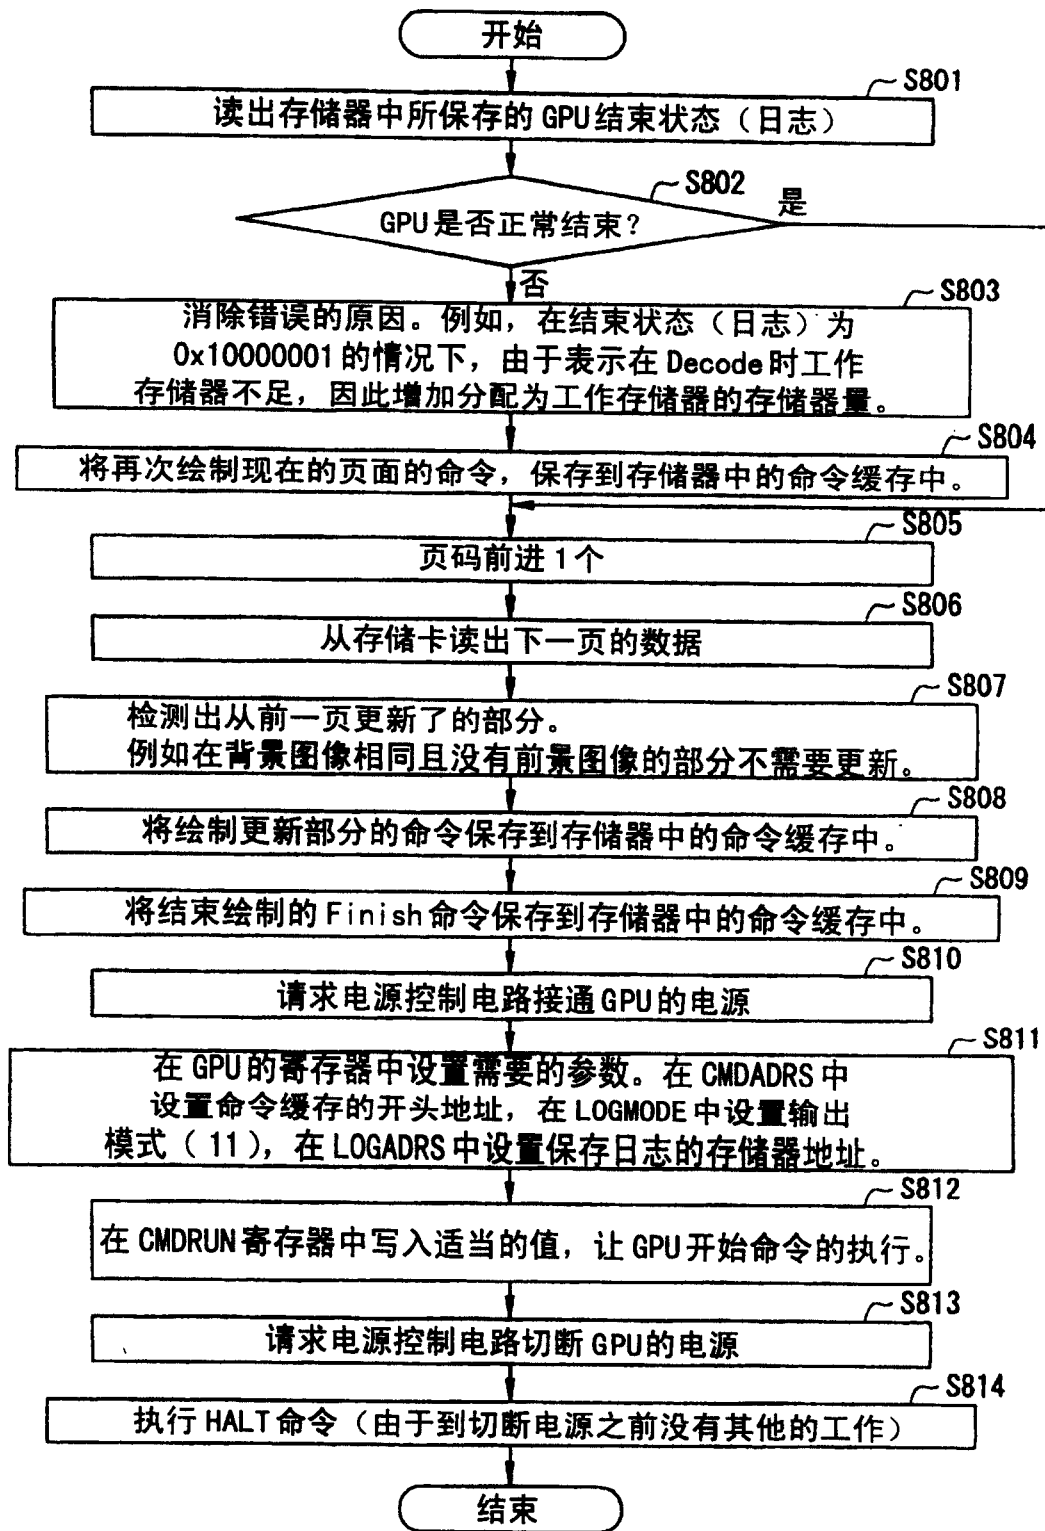 开始
S801
读出存储器中所保存的GPU结束状态（日志）
S802
GPU是否正常结束？
是
否
S803
消除错误的原因。例如，在结束状态（日志）为
0x10000001的情况下，由于表示在Decode时工作
存储器不足，因此增加分配为工作存储器的存储器量。
S804
将再次绘制现在的页面的命令，保存到存储器中的命令缓存中。
S805
页码前进1个
S806
从存储卡读出下一页的数据
S807
检测出从前一页更新了的部分。
例如在背景图像相同且没有前景图像的部分不需要更新。
S808
将绘制更新部分的命令保存到存储器中的命令缓存中。
S809
将结束绘制的Finish命令保存到存储器中的命令缓存中。
S810
请求电源控制电路接通GPU的电源
S811
在GPU的寄存器中设置需要的参数。在CMDADRS中
设置命令缓存的开头地址，在LOGMODE中设置输出
模式（11），在LOGADRS中设置保存日志的存储器地址。
S812
在CMDRUN寄存器中写入适当的值，让GPU开始命令的执行。
S813
请求电源控制电路切断GPU的电源
S814
执行HALT命令（由于到切断电源之前没有其他的工作）
结束